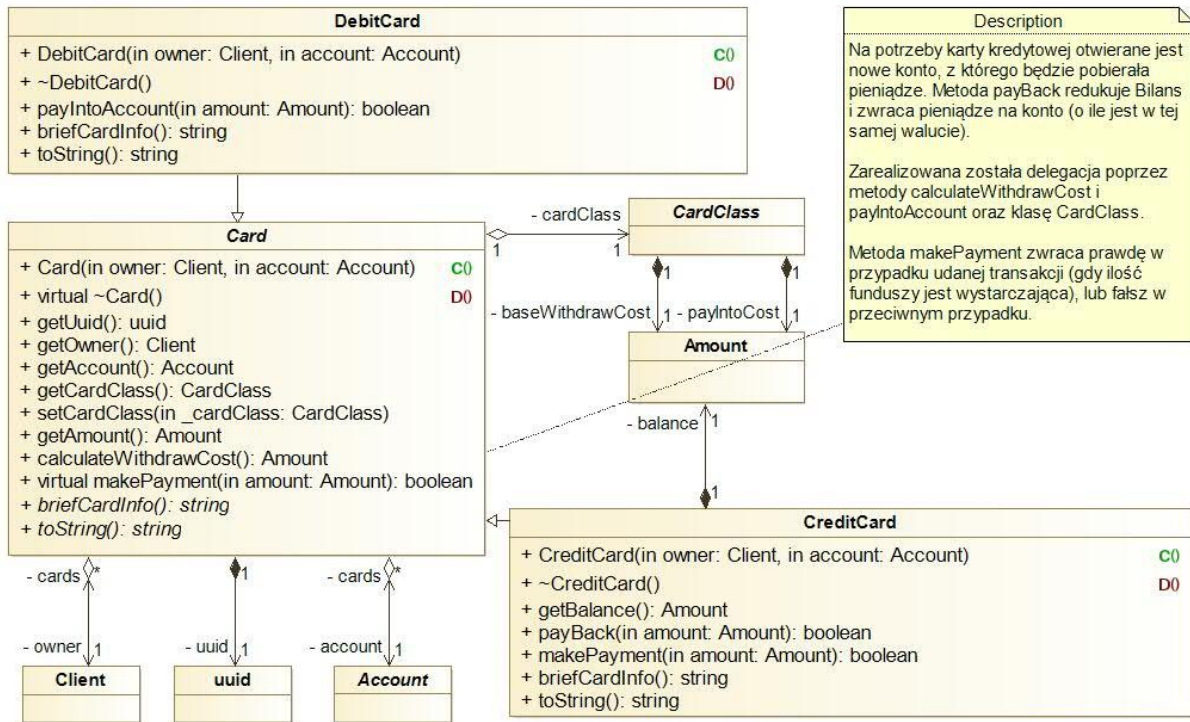 DebitCard
+ DebitCard(in owner: Client, in account: Account) C()
+ ~DebitCard() D()
+ payIntoAccount(in amount: Amount): boolean
+ briefCardInfo(): string
+ toString(): string
Description
Na potrzeby karty kredytowej otwierane jest
nowe konto, z którego będzie pobierała
pieniądze. Metoda payBack redukuje Bilans
i zwraca pieniądze na konto (o ile jest w tej
samej walucie).
Zarealizowana została delegacja poprzez
metody calculateWithdrawCost i
payIntoAccount oraz klasę CardClass.
Metoda makePayment zwraca prawdę w
przypadku udanej transakcji (gdy ilość
funduszy jest wystarczająca), lub fałsz w
przeciwnym przypadku.
Card
+ Card(in owner: Client, in account: Account) C()
+ virtual ~Card() D()
+ getUuid(): uuid
+ getOwner(): Client
+ getAccount(): Account
+ getCardClass(): CardClass
+ setCardClass(in _cardClass: CardClass)
+ getAmount(): Amount
+ calculateWithdrawCost(): Amount
+ virtual makePayment(in amount: Amount): boolean
+ briefCardInfo(): string
+ toString(): string
- cardClass
1 1
CardClass
1 1
- baseWithdrawCost 1 - payIntoCost 1
Amount
- balance 1
1
CreditCard
+ CreditCard(in owner: Client, in account: Account) C()
+ ~CreditCard() D()
+ getBalance(): Amount
+ payBack(in amount: Amount): boolean
+ makePayment(in amount: Amount): boolean
+ briefCardInfo(): string
+ toString(): string
- cards * 1 - cards *
- owner 1 - uuid 1 - account 1
Client
uuid
Account